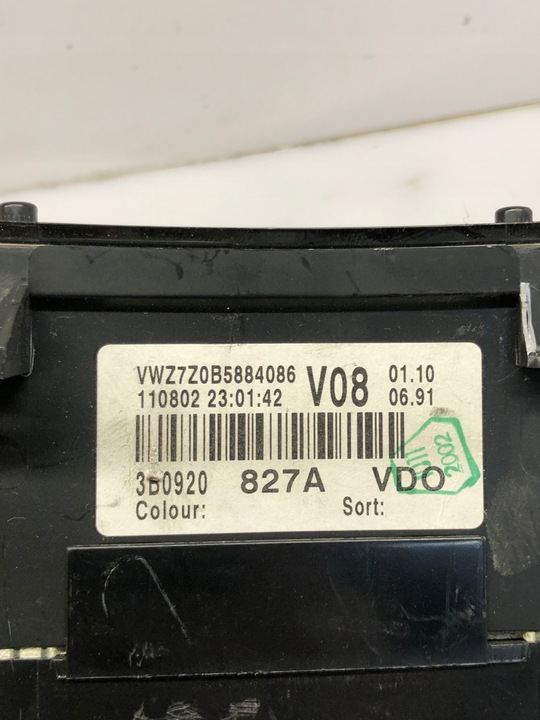 VWZ7Z0B5884086 V08 01.10
110802 23:01:42 06.91
3B0920 827A VDO
Colour: Sort:
2002